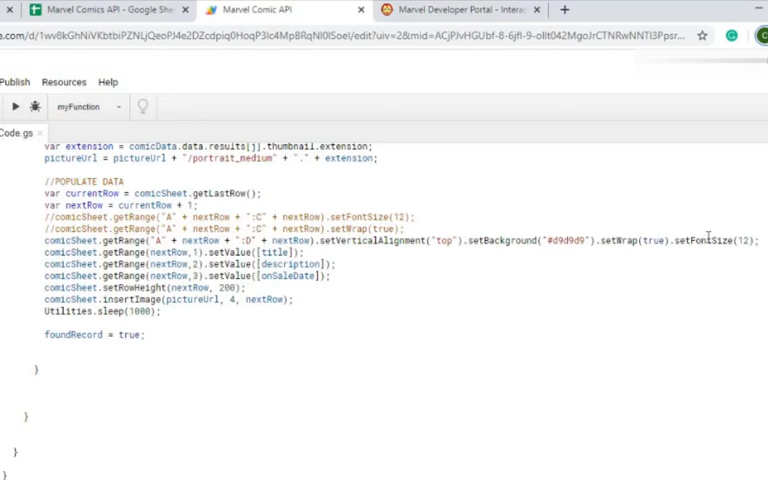 Marvel Comics API - Google She
Marvel Comic API
Marvel Developer Portal - Interac
Publish Resources Help
myFunction
Code.gs
var extension = comicData.data.results[j].thumbnail.extension;
pictureUrl = pictureUrl + "/portrait_medium" + "." + extension;
//POPULATE DATA
var currentRow = comicSheet.getLastRow();
var nextRow = currentRow + 1;
//comicSheet.getRange("A" + nextRow + ":C" + nextRow).setFontSize(12);
//comicSheet.getRange("A" + nextRow + ":C" + nextRow).setWrap(true);
comicSheet.getRange("A" + nextRow + ":D" + nextRow).setVerticalAlignment("top").setBackground("#d9d9d9").setWrap(true).setFontSize(12);
comicSheet.getRange(nextRow,1).setValue([title]);
comicSheet.getRange(nextRow,2).setValue([description]);
comicSheet.getRange(nextRow,3).setValue([onSaleDate]);
comicSheet.setRowHeight(nextRow, 200);
comicSheet.insertImage(pictureUrl, 4, nextRow);
Utilities.sleep(1000);
foundRecord = true;
}
}
}
}